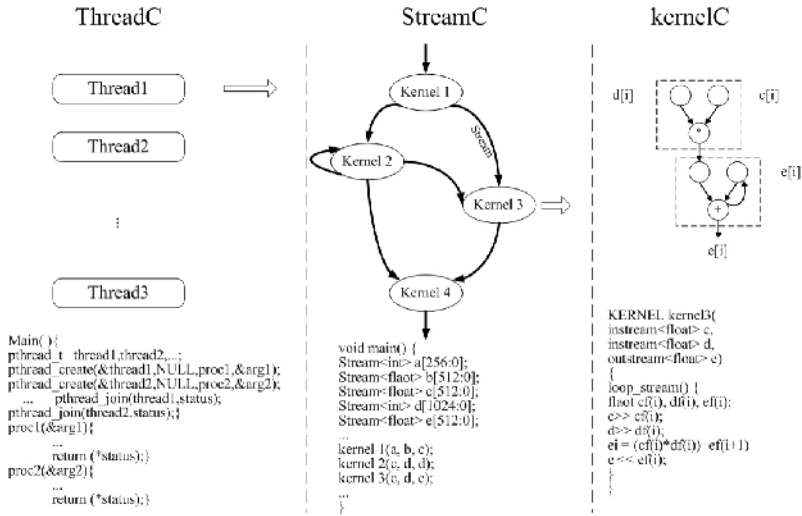 ThreadC
StreamC
kernelC
Thread1
Thread2
⋮
Thread3
Kernel 1
Stream
Kernel 2
Kernel 3
Kernel 4
d[i]
c[i]
*
e[i]
+
e[i]
Main( ){
pthread_t thread1,thread2,...;
pthread_create(&thread1,NULL,proc1,&arg1);
pthread_create(&thread2,NULL,proc2,&arg2);
... pthread_join(thread1,status);
pthread_join(thread2,status);}
proc1(&arg1){
...
return (*status);}
proc2(&arg2){
...
return (*status);}
void main() {
Stream<int> a[256:0];
Stream<flaot> b[512:0];
Stream<float> c[512:0];
Stream<int> d[1024:0];
Stream<float> e[512:0];
...
kernel 1(a, b, c);
kernel 2(c, d, d);
kernel 3(c, d, c);
...
}
KERNEL kernel3(
instream<float> c,
instream<float> d,
outstream<float> e)
{
loop_stream() {
flaot cf(i), df(i), ef(i);
c>> cf(i);
d>> df(i);
ei = (cf(i)*df(i)) ef(i+1)
e << ef(i);
}
}